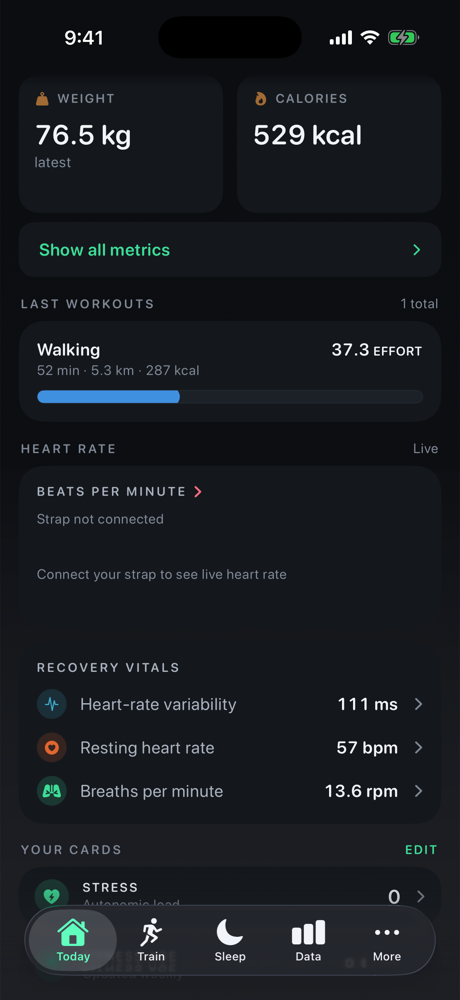 9:41
WEIGHT
76.5 kg
latest
CALORIES
529 kcal
Show all metrics
LAST WORKOUTS
1 total
Walking
37.3 EFFORT
52 min · 5.3 km · 287 kcal
HEART RATE
Live
BEATS PER MINUTE
Strap not connected
Connect your strap to see live heart rate
RECOVERY VITALS
Heart-rate variability
111 ms
Resting heart rate
57 bpm
Breaths per minute
13.6 rpm
YOUR CARDS
EDIT
STRESS
0
Autonomic load
Today
Train
Sleep
Data
More